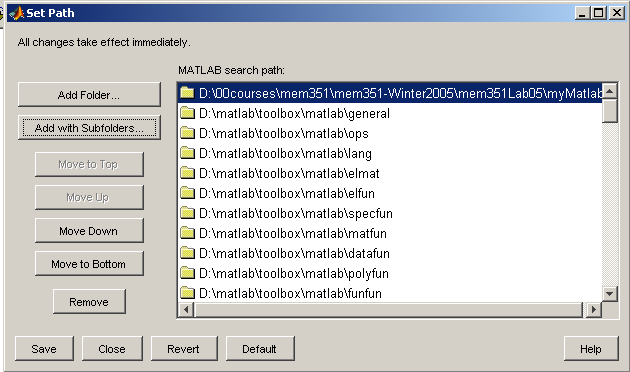 Set Path
All changes take effect immediately.
MATLAB search path:
Add Folder...
Add with Subfolders...
Move to Top
Move Up
Move Down
Move to Bottom
Remove
D:\00courses\mem351\mem351-Winter2005\mem351Lab05\myMatlab
D:\matlab\toolbox\matlab\general
D:\matlab\toolbox\matlab\ops
D:\matlab\toolbox\matlab\lang
D:\matlab\toolbox\matlab\elmat
D:\matlab\toolbox\matlab\elfun
D:\matlab\toolbox\matlab\specfun
D:\matlab\toolbox\matlab\matfun
D:\matlab\toolbox\matlab\datafun
D:\matlab\toolbox\matlab\polyfun
D:\matlab\toolbox\matlab\funfun
Save
Close
Revert
Default
Help